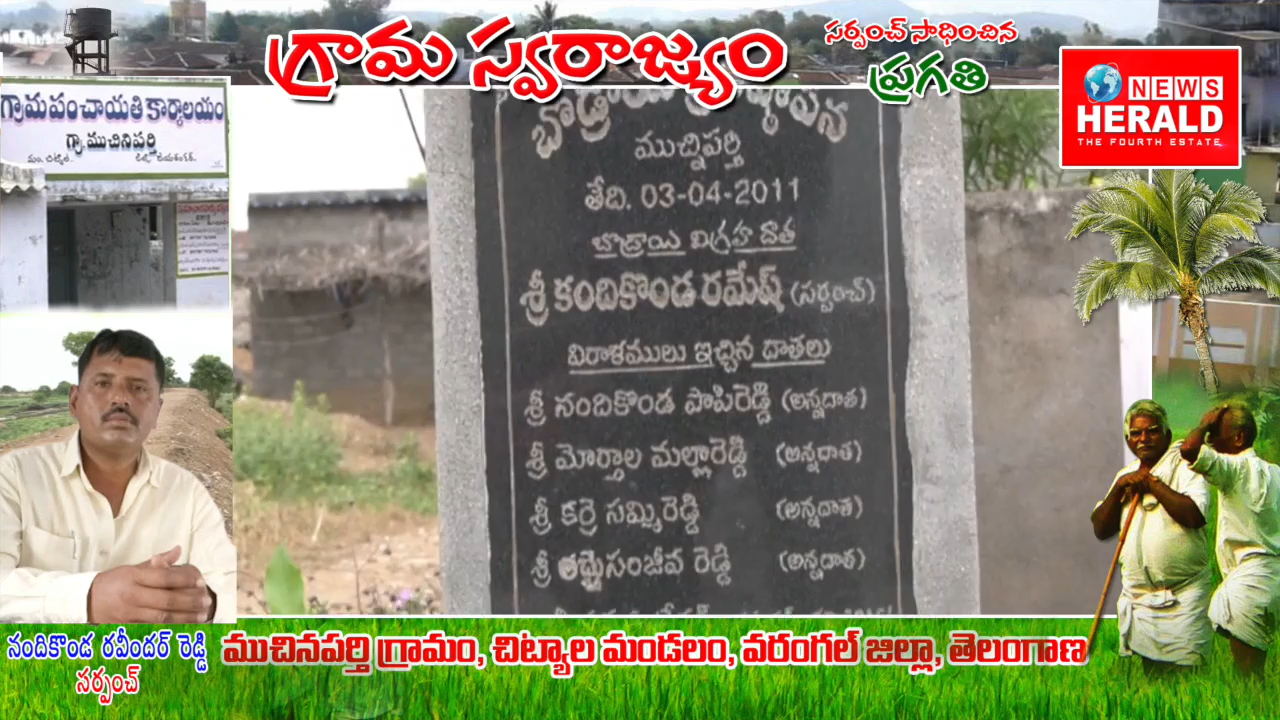 గ్రామ స్వరాజ్యం
సర్పంచ్ సాధించిన
ప్రగతి
NEWS
HERALD
THE FOURTH ESTATE
గ్రామపంచాయతి కార్యాలయం
గ్రా. ముచినిపర్తి
మం. చిట్యాల.
ముచ్నిపర్తి
తేది. 03-04-2011
బొడ్రాయి విగ్రహ దాత
శ్రీ కందికొండ రమేష్ (సర్పంచ్)
విరాళములు ఇచ్చిన దాతలు
శ్రీ నందికొండ పాపిరెడ్డి (అన్నదాత)
శ్రీ మోర్తాల మల్లారెడ్డి (అన్నదాత)
శ్రీ కర్రె సమ్మిరెడ్డి (అన్నదాత)
శ్రీ రెడ్డి (అన్నదాత)
నందికొండ రవీందర్ రెడ్డి
సర్పంచ్
ముచినపర్తి గ్రామం, చిట్యాల మండలం, వరంగల్ జిల్లా, తెలంగాణ